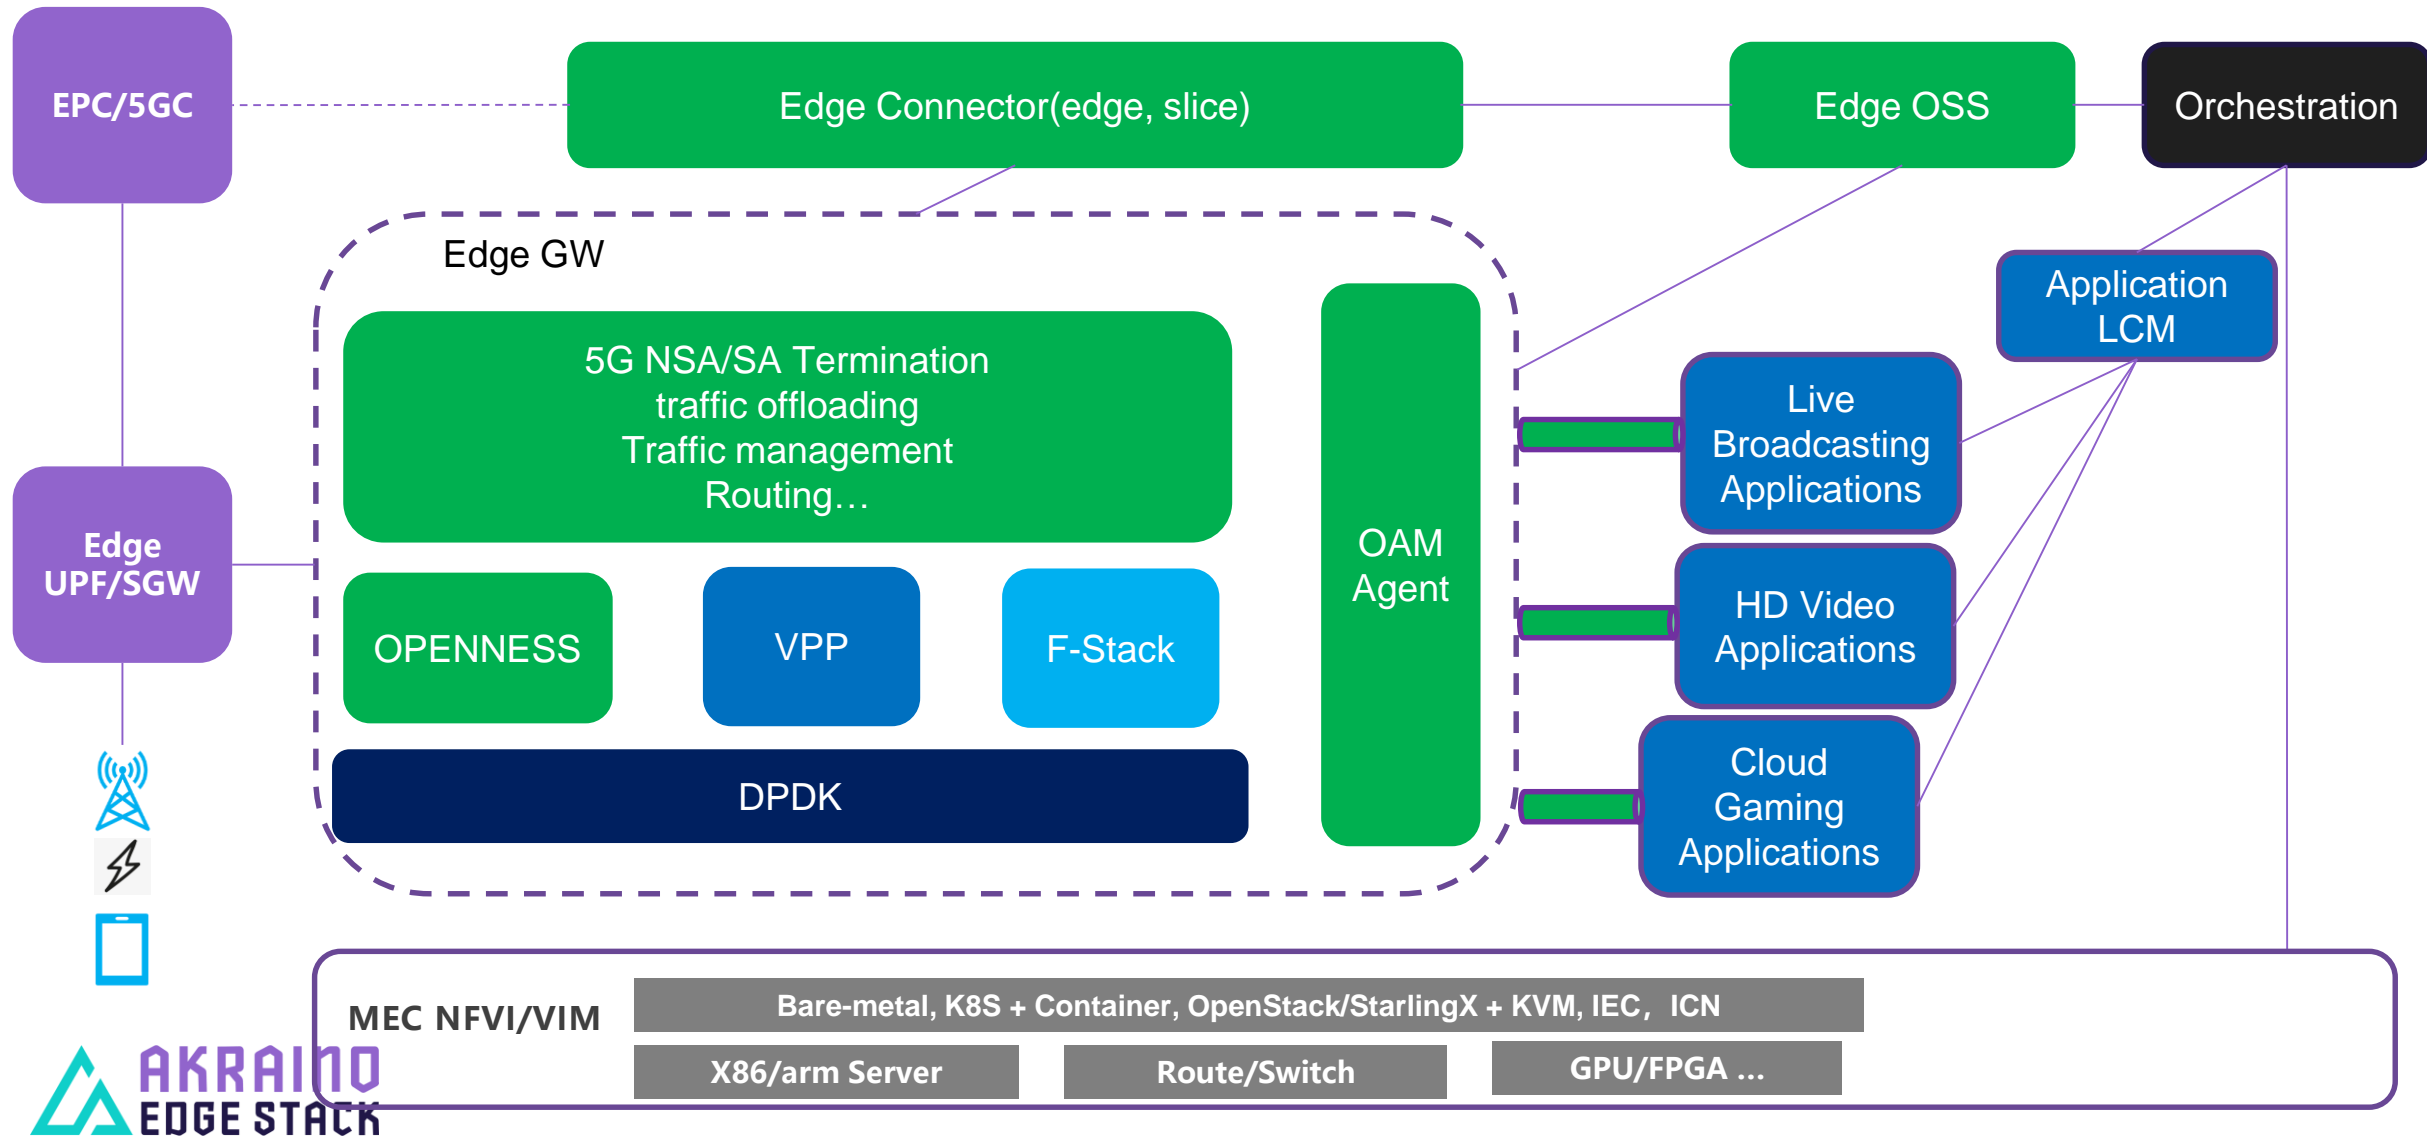 EPC/5GC
Edge Connector(edge, slice)
Edge OSS
Orchestration
Edge GW
Application
LCM
5G NSA/SA Termination
traffic offloading
Traffic management
Routing…
OAM
Agent
Live
Broadcasting
Applications
Edge
UPF/SGW
OPENNESS
VPP
F-Stack
HD Video
Applications
DPDK
Cloud
Gaming
Applications
MEC NFVI/VIM
Bare-metal, K8S + Container, OpenStack/StarlingX + KVM, IEC，ICN
X86/arm Server
Route/Switch
GPU/FPGA ...
AKRAINO
EDGE STACK